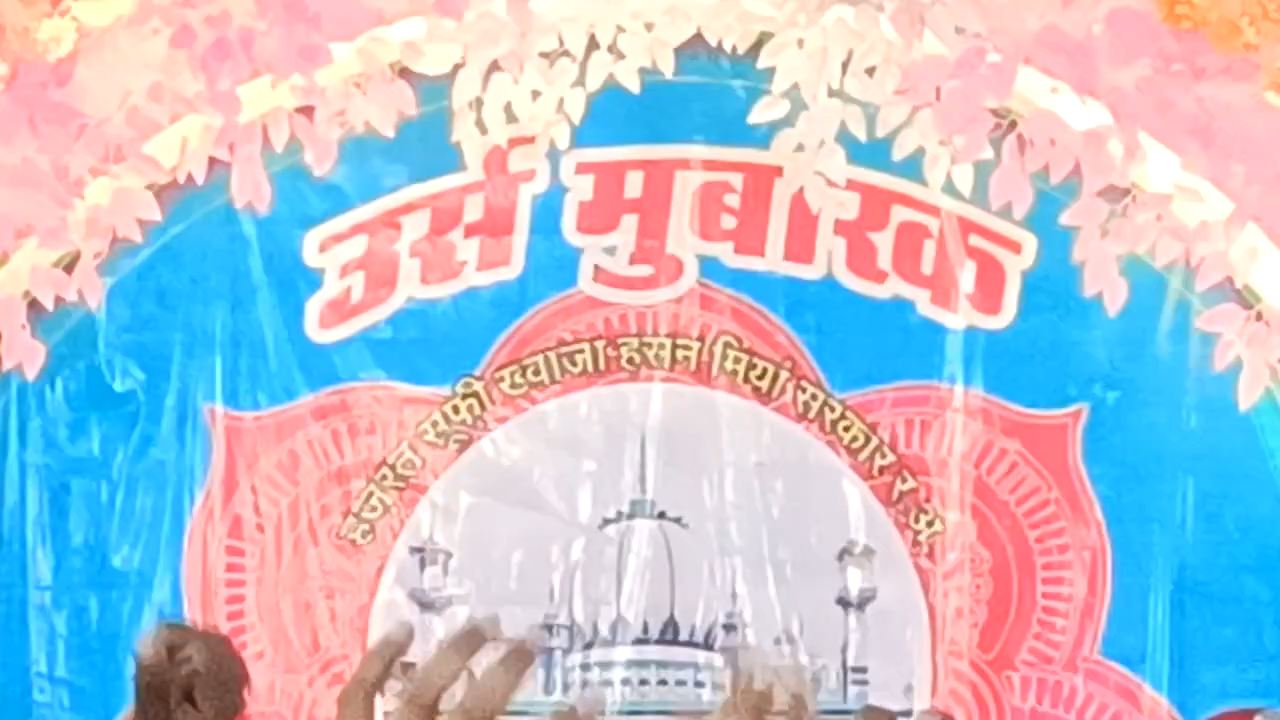 उर्स मुबारक
हजरत सूफी ख्वाजा हसन मियां सरकार र अ